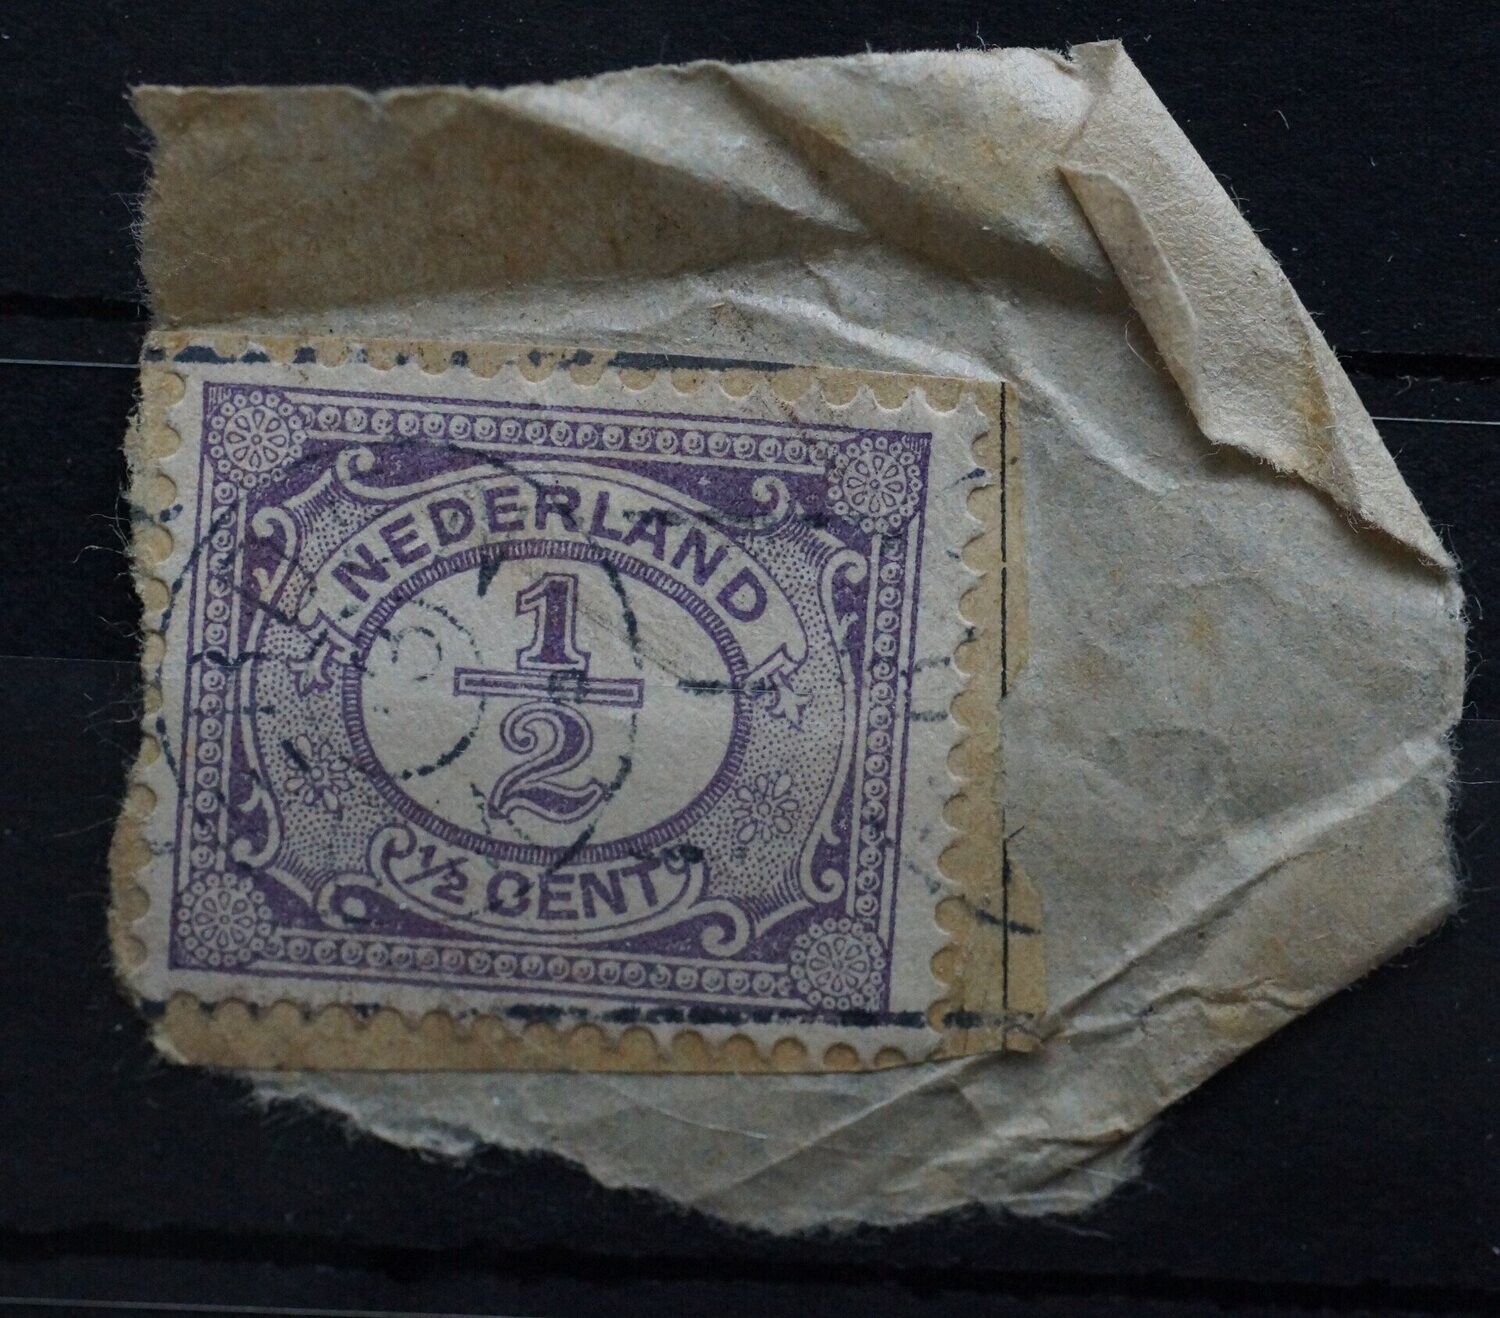 NEDERLAND
1/2
1/2 CENT